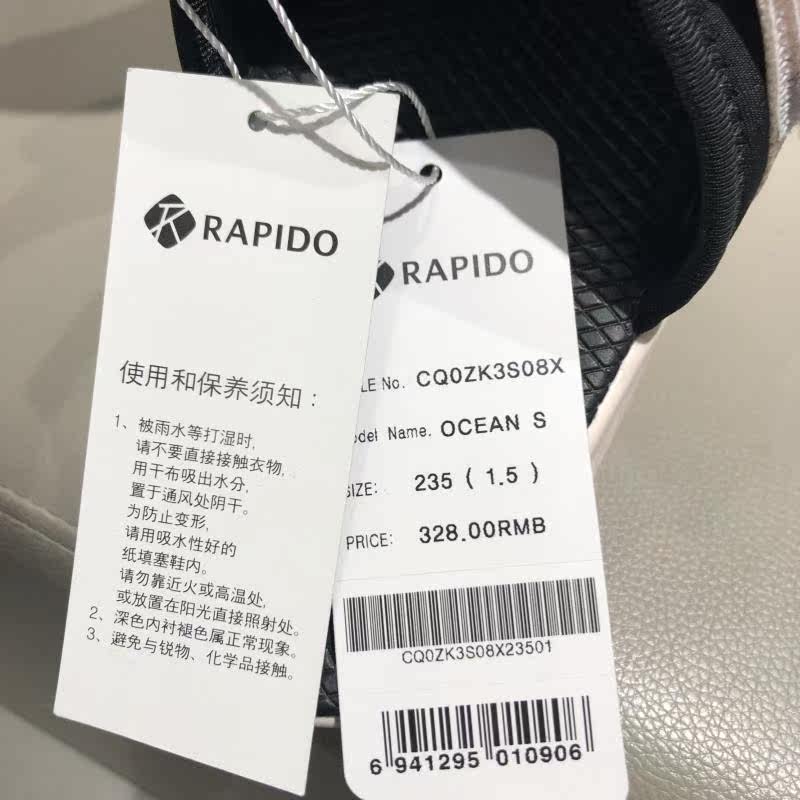 RAPIDO
使用和保养须知：
1、被雨水等打湿时,
请不要直接接触衣物,
用干布吸出水分,
置于通风处阴干。
为防止变形,
请用吸水性好的
纸填塞鞋内。
请勿靠近火或高温处,
或放置在阳光直接照射处。
2、深色内衬褪色属正常现象。
3、避免与锐物、化学品接触。
RAPIDO
LE No. CQ0ZK3S08X
odel Name. OCEAN S
SIZE: 235 ( 1.5 )
PRICE: 328.00RMB
CQ0ZK3S08X23501
6 941295 010906